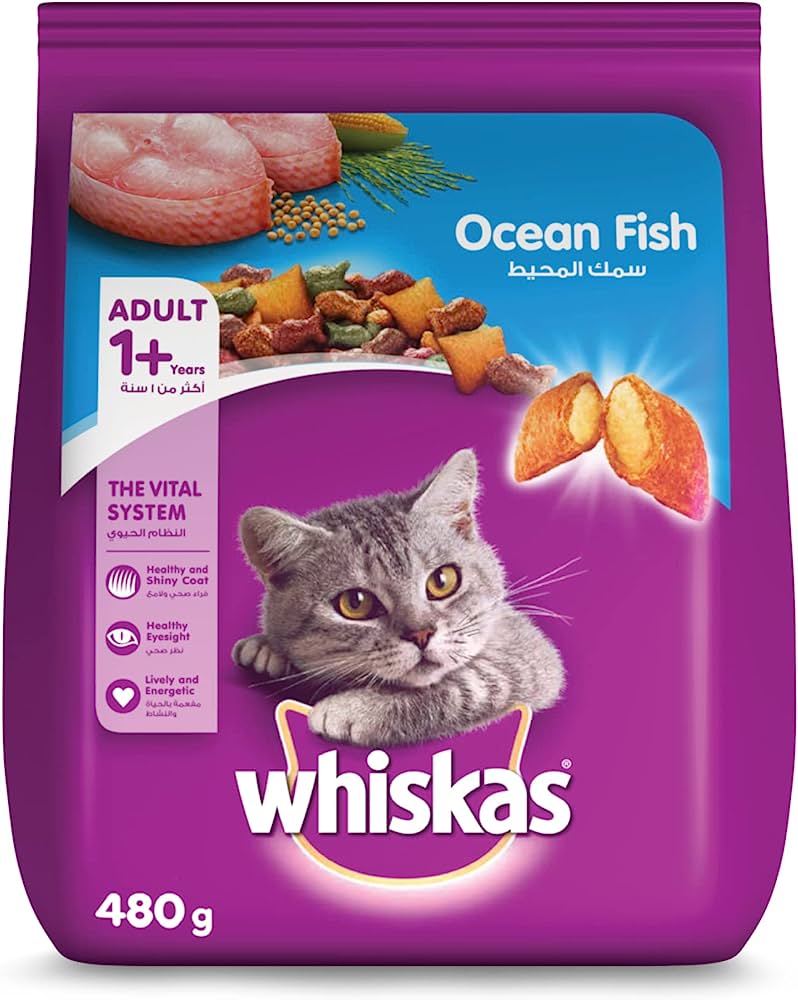 Ocean Fish
سمك المحيط
ADULT
1+ Years
أكثر من ١ سنة
THE VITAL
SYSTEM
النظام الحيوي
Healthy and
Shiny Coat
فراء صحي ولامع
Healthy
Eyesight
نظر صحي
Lively and
Energetic
مفعمة بالحياة
والنشاط
whiskas®
480 g